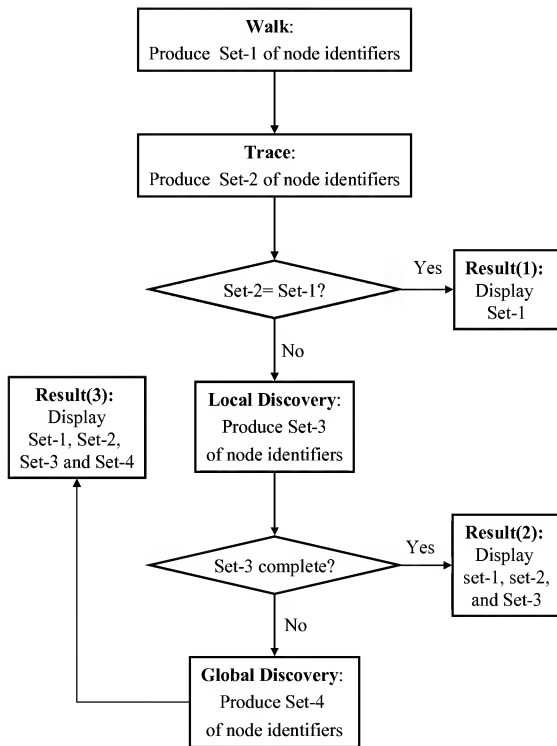 Walk:
Produce Set-1 of node identifiers
Trace:
Produce Set-2 of node identifiers
Set-2= Set-1?
Yes
Result(1):
Display
Set-1
No
Local Discovery:
Produce Set-3
of node identifiers
Result(3):
Display
Set-1, Set-2,
Set-3 and Set-4
Set-3 complete?
Yes
Result(2):
Display
set-1, set-2,
and Set-3
No
Global Discovery:
Produce Set-4
of node identifiers